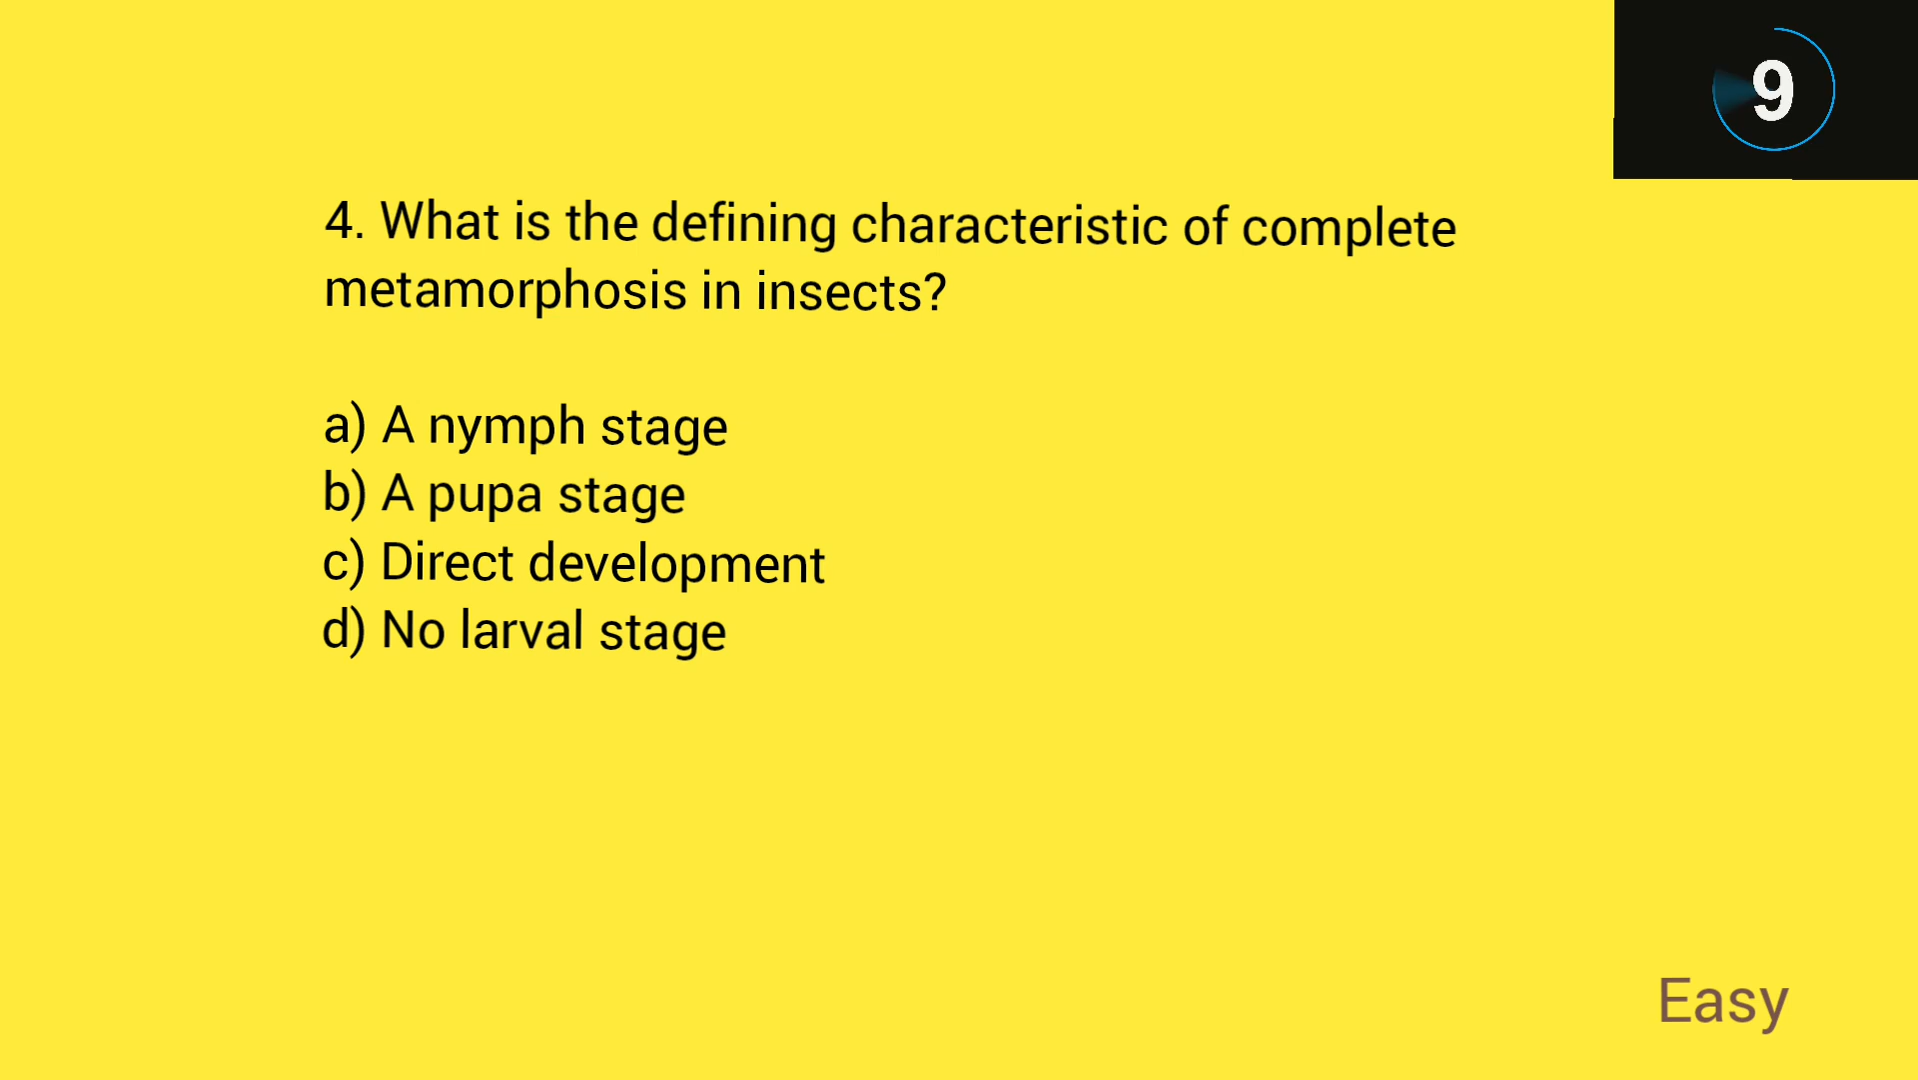 9
4. What is the defining characteristic of complete
metamorphosis in insects?
a) A nymph stage
b) A pupa stage
c) Direct development
d) No larval stage
Easy